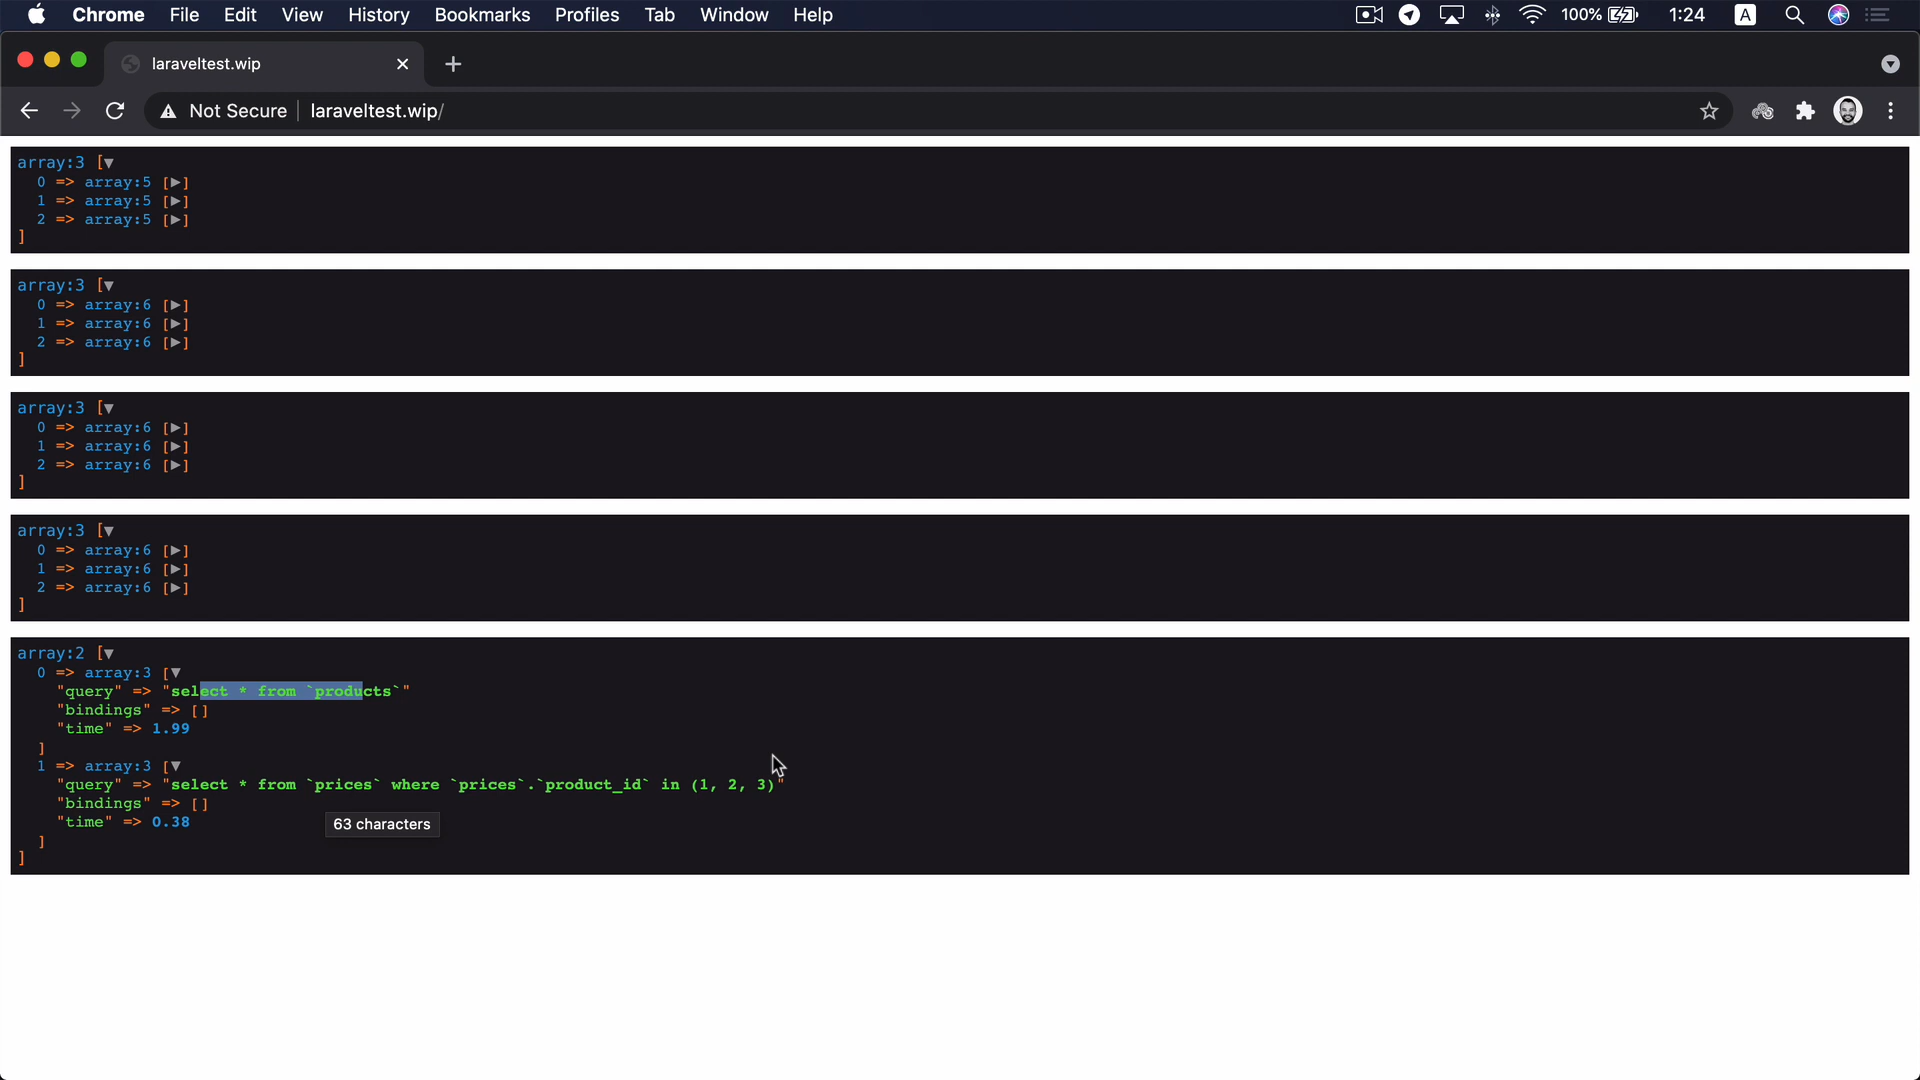 Chrome File Edit View History Bookmarks Profiles Tab Window Help 100% 1:24 A
laraveltest.wip
Not Secure laraveltest.wip/
array:3 [▼
0 => array:5 [▶]
1 => array:5 [▶]
2 => array:5 [▶]
]
array:3 [▼
0 => array:6 [▶]
1 => array:6 [▶]
2 => array:6 [▶]
]
array:3 [▼
0 => array:6 [▶]
1 => array:6 [▶]
2 => array:6 [▶]
]
array:3 [▼
0 => array:6 [▶]
1 => array:6 [▶]
2 => array:6 [▶]
]
array:2 [▼
0 => array:3 [▼
"query" => "select * from `products`"
"bindings" => []
"time" => 1.99
]
1 => array:3 [▼
"query" => "select * from `prices` where `prices`.`product_id` in (1, 2, 3)"
"bindings" => []
"time" => 0.38
63 characters
]
]